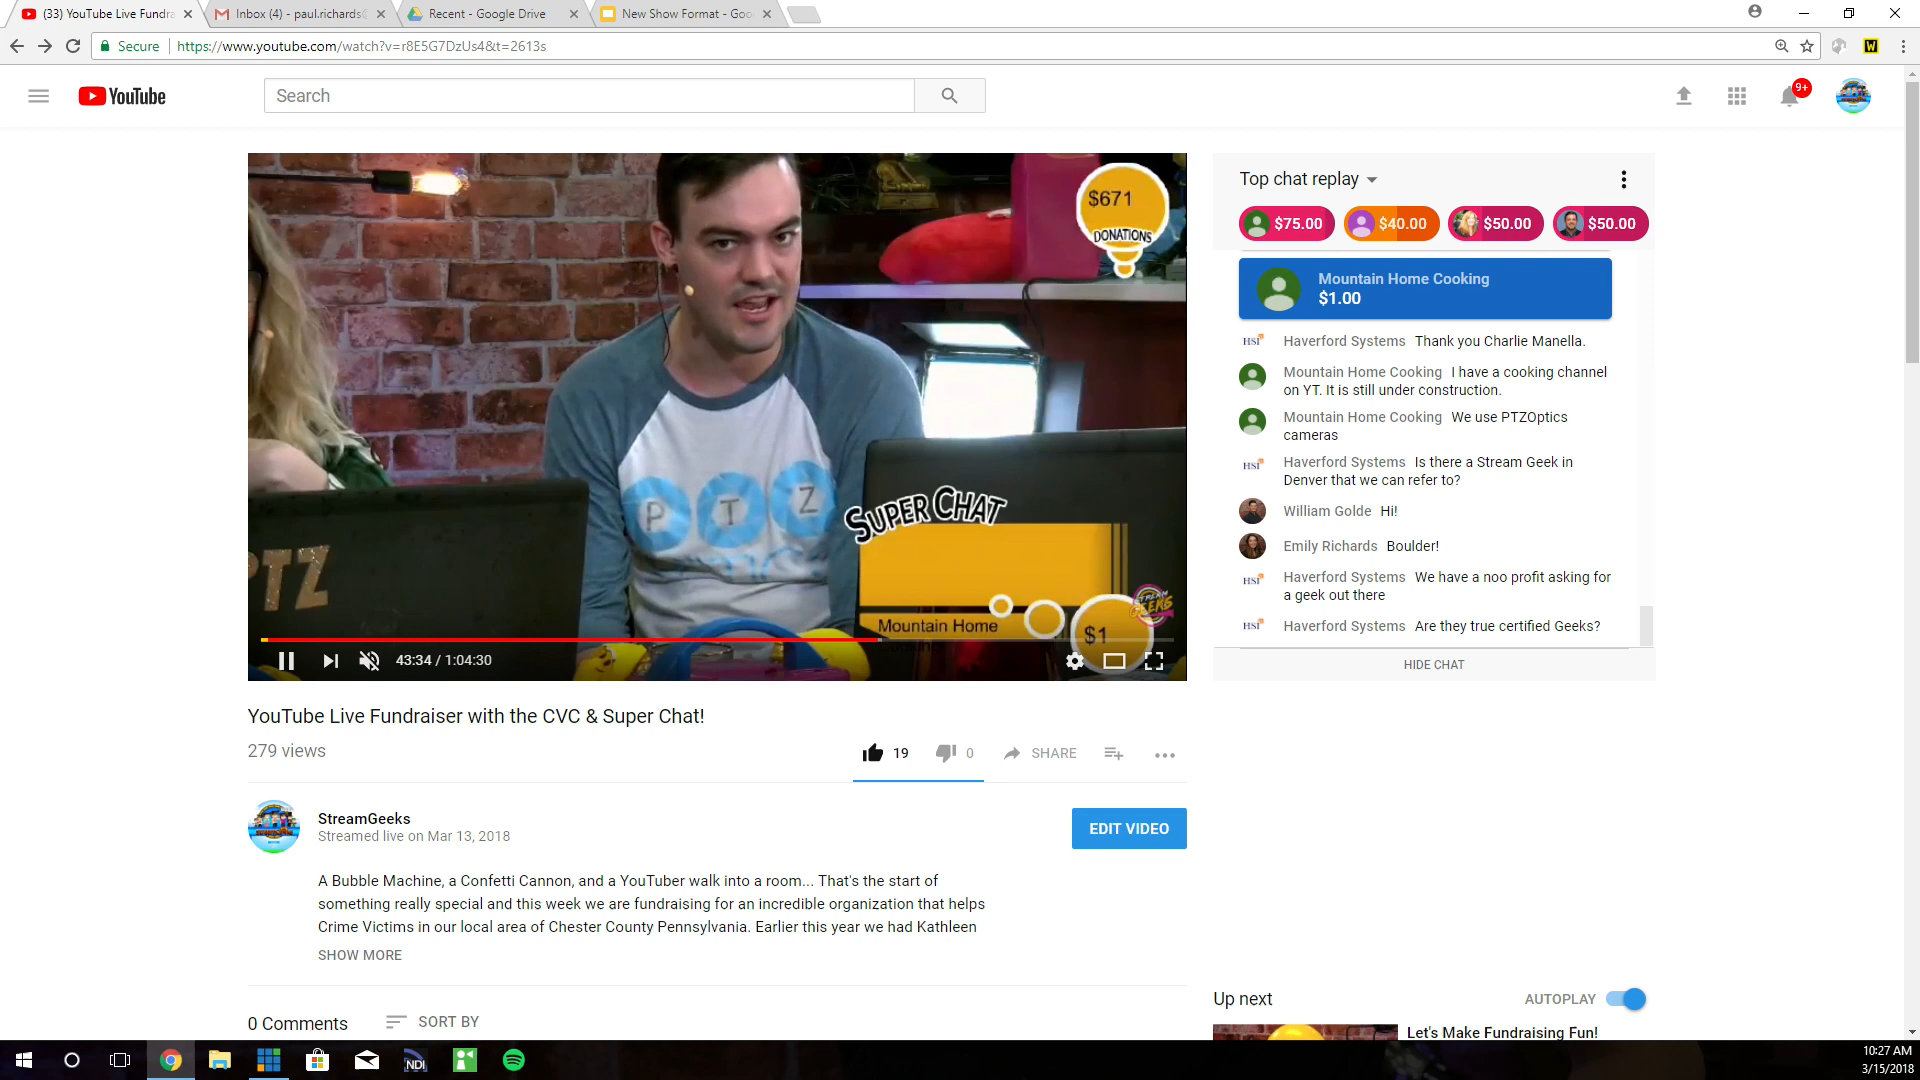 (33) YouTube Live Fundra
Inbox (4) - paul.richards
Recent - Google Drive
New Show Format - Goo
Secure
https://www.youtube.com/watch?v=r8E5G7DzUs4&t=2613s
YouTube
Search
9+
$671
DONATIONS
PTZ
P T Z
SUPER CHAT
STREAM
GEEKS
Mountain Home
$1
43:34 / 1:04:30
Top chat replay
$75.00
$40.00
$50.00
$50.00
Mountain Home Cooking
$1.00
HSI Haverford Systems Thank you Charlie Manella.
Mountain Home Cooking I have a cooking channel
on YT. It is still under construction.
Mountain Home Cooking We use PTZOptics
cameras
HSI Haverford Systems Is there a Stream Geek in
Denver that we can refer to?
William Golde Hi!
Emily Richards Boulder!
HSI Haverford Systems We have a noo profit asking for
a geek out there
HSI Haverford Systems Are they true certified Geeks?
HIDE CHAT
YouTube Live Fundraiser with the CVC & Super Chat!
279 views
19
0
SHARE
StreamGeeks
Streamed live on Mar 13, 2018
EDIT VIDEO
A Bubble Machine, a Confetti Cannon, and a YouTuber walk into a room... That's the start of
something really special and this week we are fundraising for an incredible organization that helps
Crime Victims in our local area of Chester County Pennsylvania. Earlier this year we had Kathleen
SHOW MORE
0 Comments
SORT BY
Up next
AUTOPLAY
Let's Make Fundraising Fun!
NDI
10:27 AM
3/15/2018